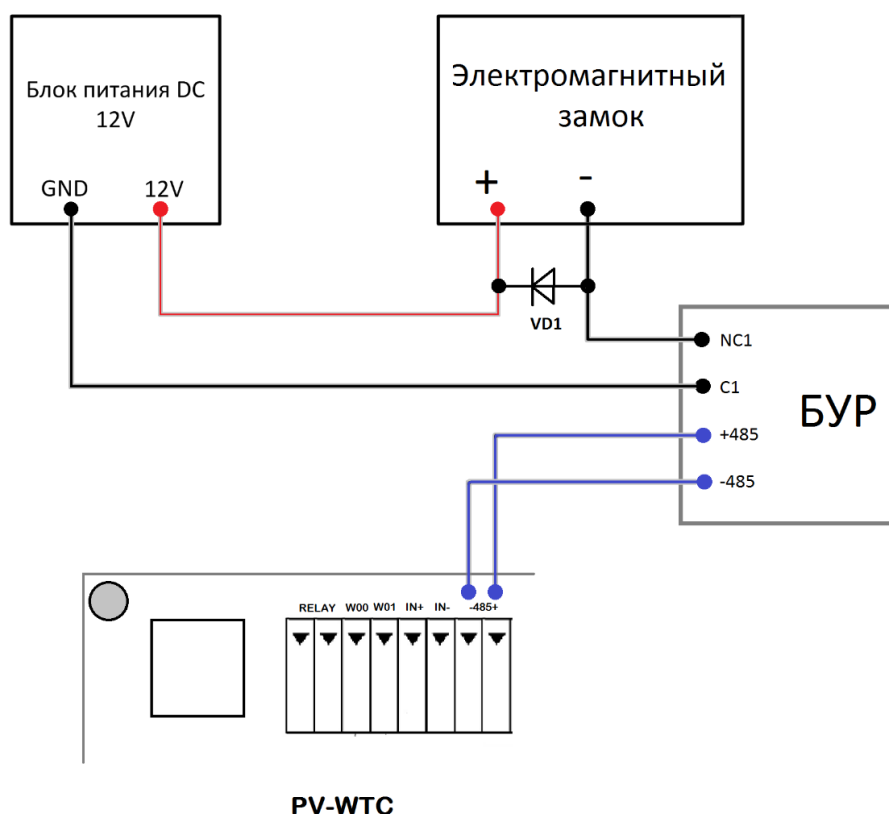 Блок питания DC
12V
GND
12V
Электромагнитный
замок
+
-
VD1
NC1
C1
+485
-485
БУР
RELAY W00 W01 IN+ IN- -485+
PV-WTC